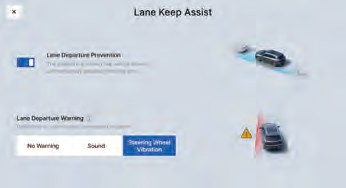 ×
Lane Keep Assist
Lane Departure Prevention
Lane Departure Warning ⓘ
No Warning
Sound
Steering Wheel
Vibration